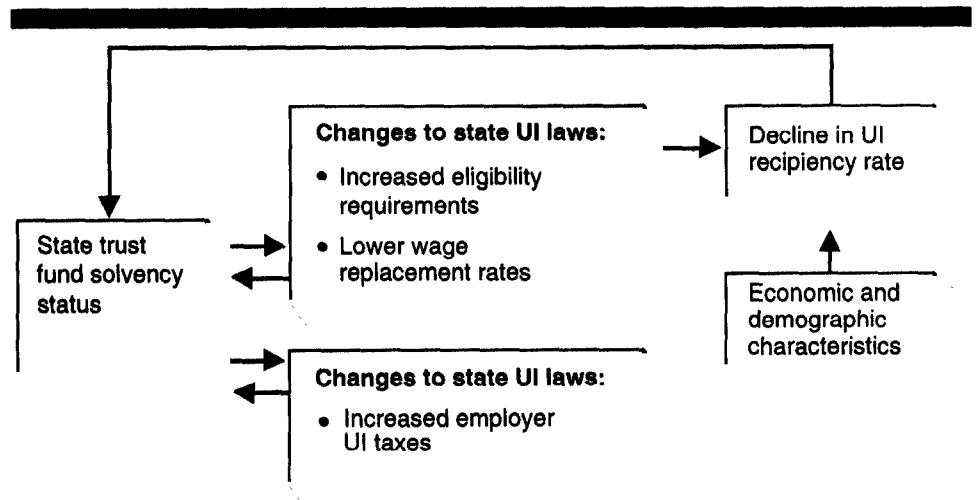 Changes to state UI laws:
• Increased eligibility
requirements
• Lower wage
replacement rates
Decline in UI
recipiency rate
State trust
fund solvency
status
Economic and
demographic
characteristics
Changes to state UI laws:
• Increased employer
UI taxes